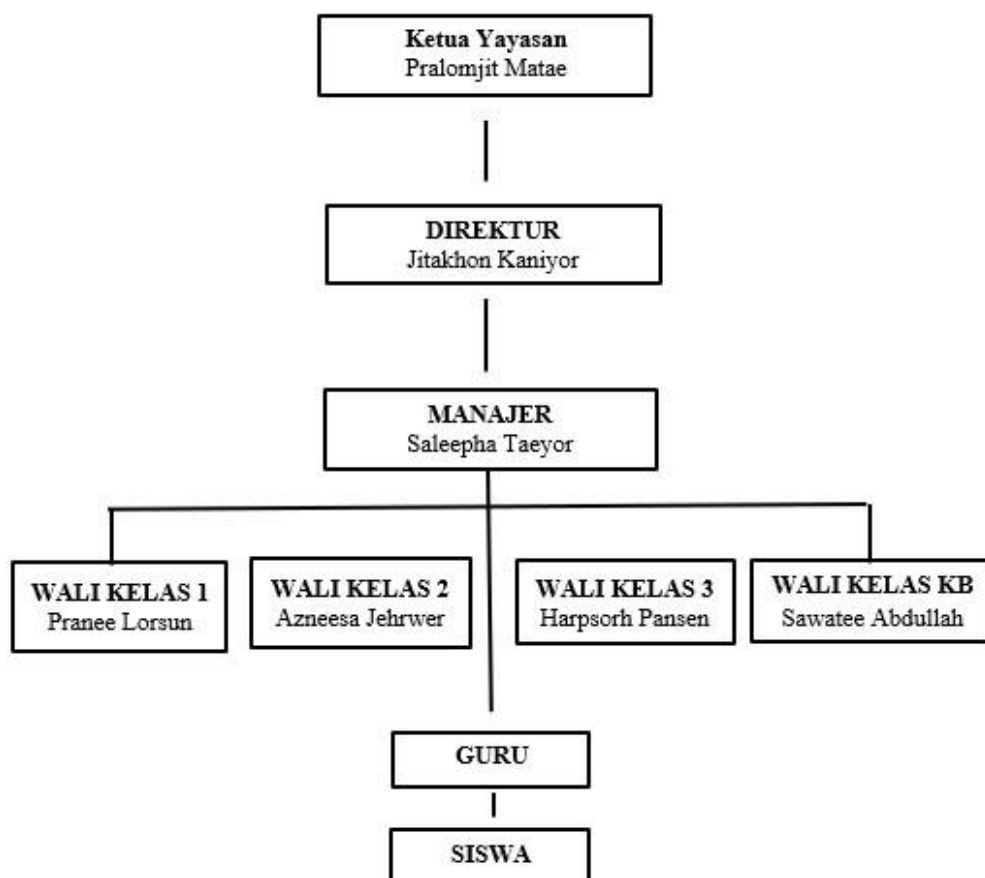 Ketua Yayasan
Pralomjit Matae
DIREKTUR
Jitakhon Kaniyor
MANAJER
Saleepha Taeyor
WALI KELAS 1
Pranee Lorsun
WALI KELAS 2
Azneesa Jehrwer
WALI KELAS 3
Harpsorh Pansen
WALI KELAS KB
Sawatee Abdullah
GURU
SISWA